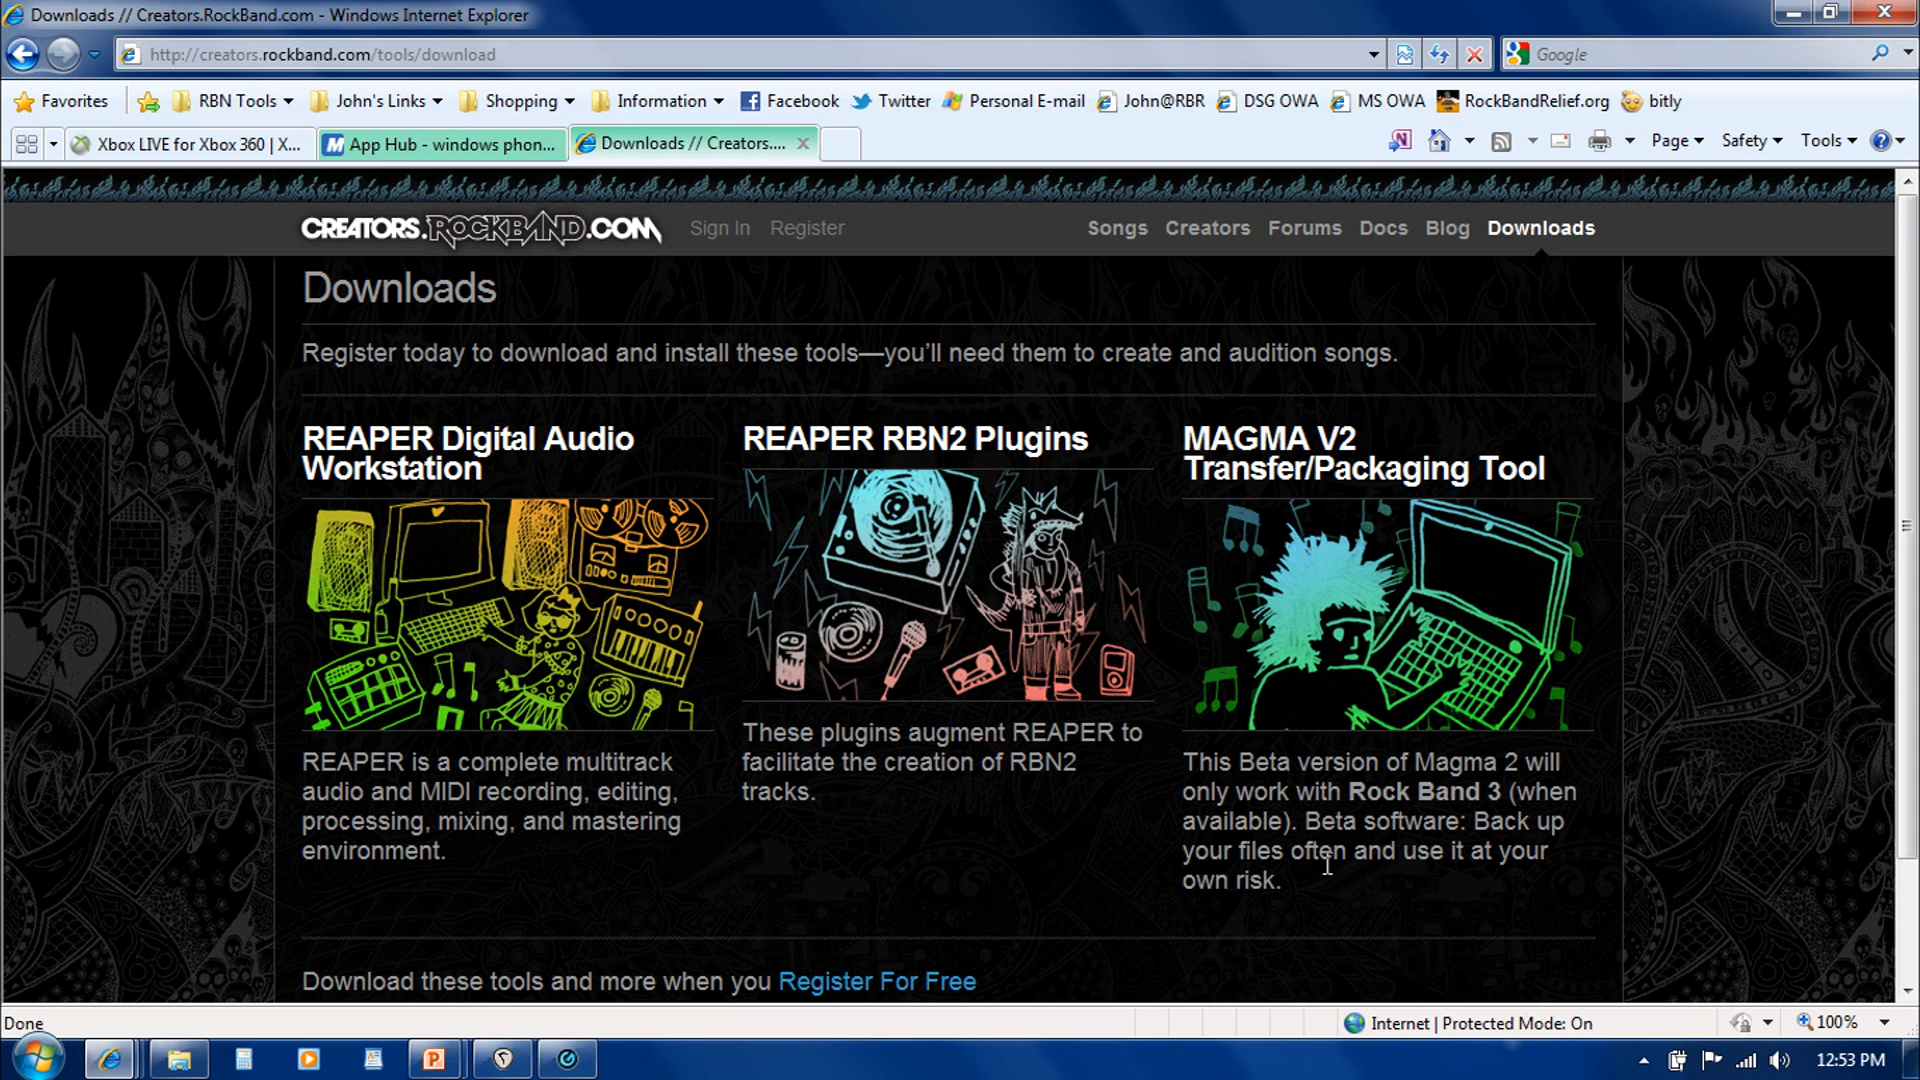 Downloads // Creators.RockBand.com - Windows Internet Explorer
http://creators.rockband.com/tools/download
Google
Favorites
RBN Tools
John's Links
Shopping
Information
Facebook
Twitter
Personal E-mail
John@RBR
DSG OWA
MS OWA
RockBandRelief.org
bitly
Xbox LIVE for Xbox 360 | X...
App Hub - windows phon...
Downloads // Creators....
Page
Safety
Tools
CREATORS.ROCKBAND.COM
Sign In
Register
Songs
Creators
Forums
Docs
Blog
Downloads
Downloads
Register today to download and install these tools—you'll need them to create and audition songs.
REAPER Digital Audio
Workstation
REAPER is a complete multitrack
audio and MIDI recording, editing,
processing, mixing, and mastering
environment.
REAPER RBN2 Plugins
These plugins augment REAPER to
facilitate the creation of RBN2
tracks.
MAGMA V2
Transfer/Packaging Tool
This Beta version of Magma 2 will
only work with Rock Band 3 (when
available). Beta software: Back up
your files often and use it at your
own risk.
Download these tools and more when you Register For Free
Done
Internet | Protected Mode: On
100%
12:53 PM